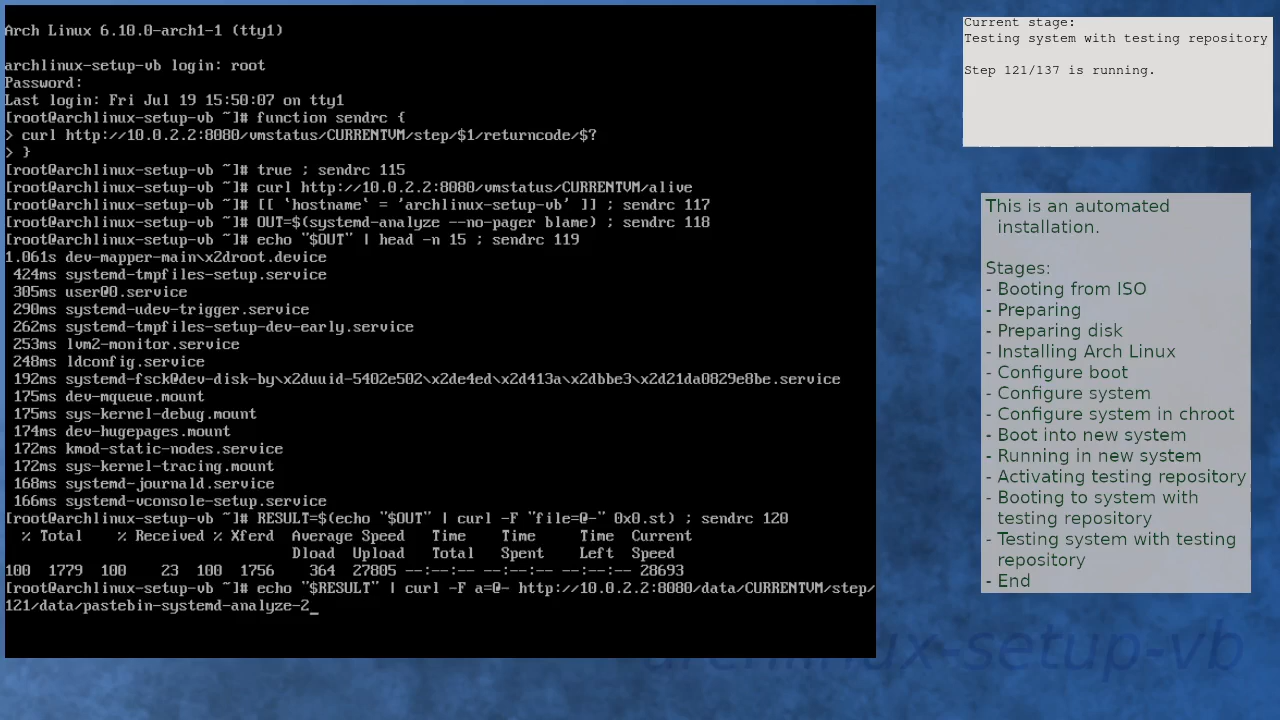 Arch Linux 6.10.0-arch1-1 (tty1)
archlinux-setup-vb login: root
Password:
Last login: Fri Jul 19 15:50:07 on tty1
[root@archlinux-setup-vb ~]# function sendrc {
> curl http://10.0.2.2:8080/vmstatus/CURRENTVM/step/$1/returncode/$?
> }
[root@archlinux-setup-vb ~]# true ; sendrc 115
[root@archlinux-setup-vb ~]# curl http://10.0.2.2:8080/vmstatus/CURRENTVM/alive
[root@archlinux-setup-vb ~]# [[ `hostname` = 'archlinux-setup-vb' ]] ; sendrc 117
[root@archlinux-setup-vb ~]# OUT=$(systemd-analyze --no-pager blame) ; sendrc 118
[root@archlinux-setup-vb ~]# echo "$OUT" | head -n 15 ; sendrc 119
1.061s dev-mapper-main\x2droot.device
424ms systemd-tmpfiles-setup.service
305ms user@0.service
290ms systemd-udev-trigger.service
262ms systemd-tmpfiles-setup-dev-early.service
253ms lvm2-monitor.service
248ms ldconfig.service
192ms systemd-fsck@dev-disk-by\x2duuid-5402e502\x2de4ed\x2d413a\x2dbbe3\x2d21da0829e8be.service
175ms dev-mqueue.mount
175ms sys-kernel-debug.mount
174ms dev-hugepages.mount
172ms kmod-static-nodes.service
172ms sys-kernel-tracing.mount
168ms systemd-journald.service
166ms systemd-vconsole-setup.service
[root@archlinux-setup-vb ~]# RESULT=$(echo "$OUT" | curl -F "file=@-" 0x0.st) ; sendrc 120
% Total % Received % Xferd Average Speed Time Time Time Current
Dload Upload Total Spent Left Speed
100 1779 100 23 100 1756 364 27805 --:--:-- --:--:-- --:--:-- 28693
[root@archlinux-setup-vb ~]# echo "$RESULT" | curl -F a=@- http://10.0.2.2:8080/data/CURRENTVM/step/
121/data/pastebin-systemd-analyze-2_
Current stage:
Testing system with testing repository
Step 121/137 is running.
This is an automated
installation.
Stages:
- Booting from ISO
- Preparing
- Preparing disk
- Installing Arch Linux
- Configure boot
- Configure system
- Configure system in chroot
- Boot into new system
- Running in new system
- Activating testing repository
- Booting to system with
testing repository
- Testing system with testing
repository
- End
archlinux-setup-vb